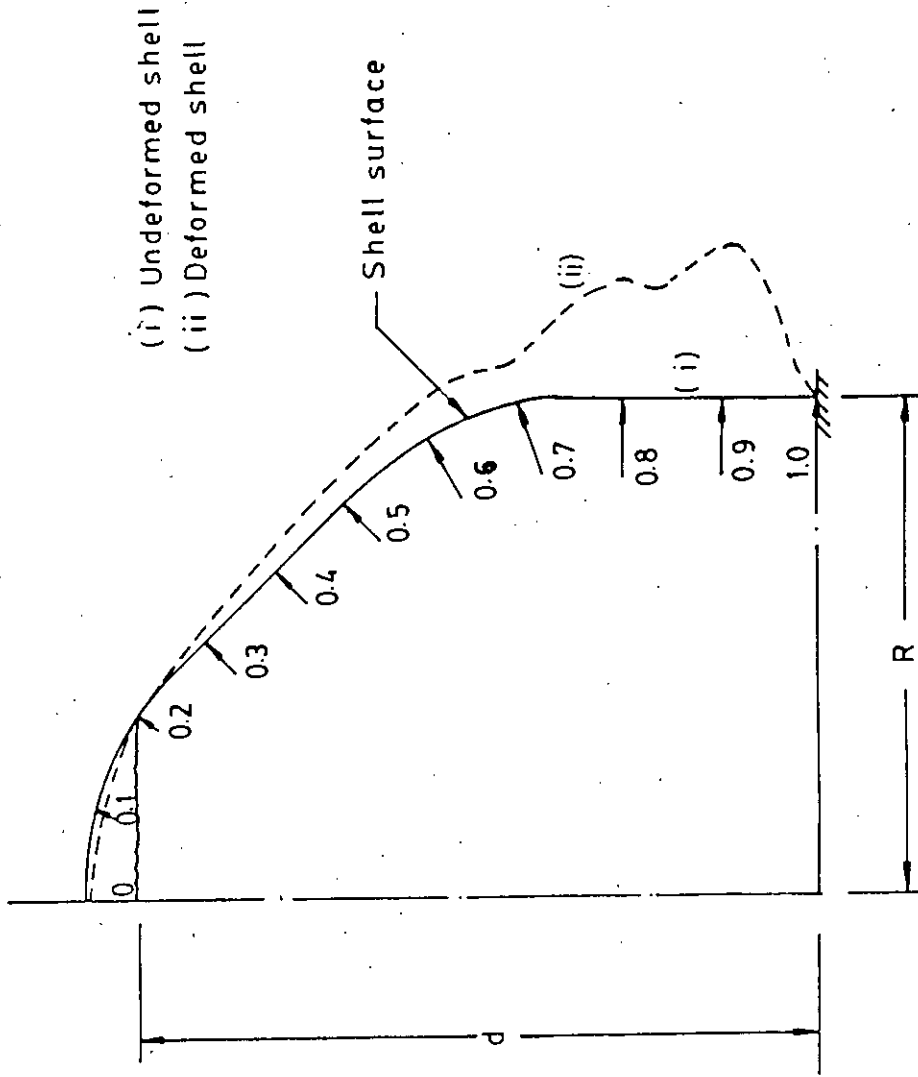 (i) Undeformed shell
(ii) Deformed shell
Shell surface
(ii)
(i)
0
0.1
0.2
0.3
0.4
0.5
0.6
0.7
0.8
0.9
1.0
d
R